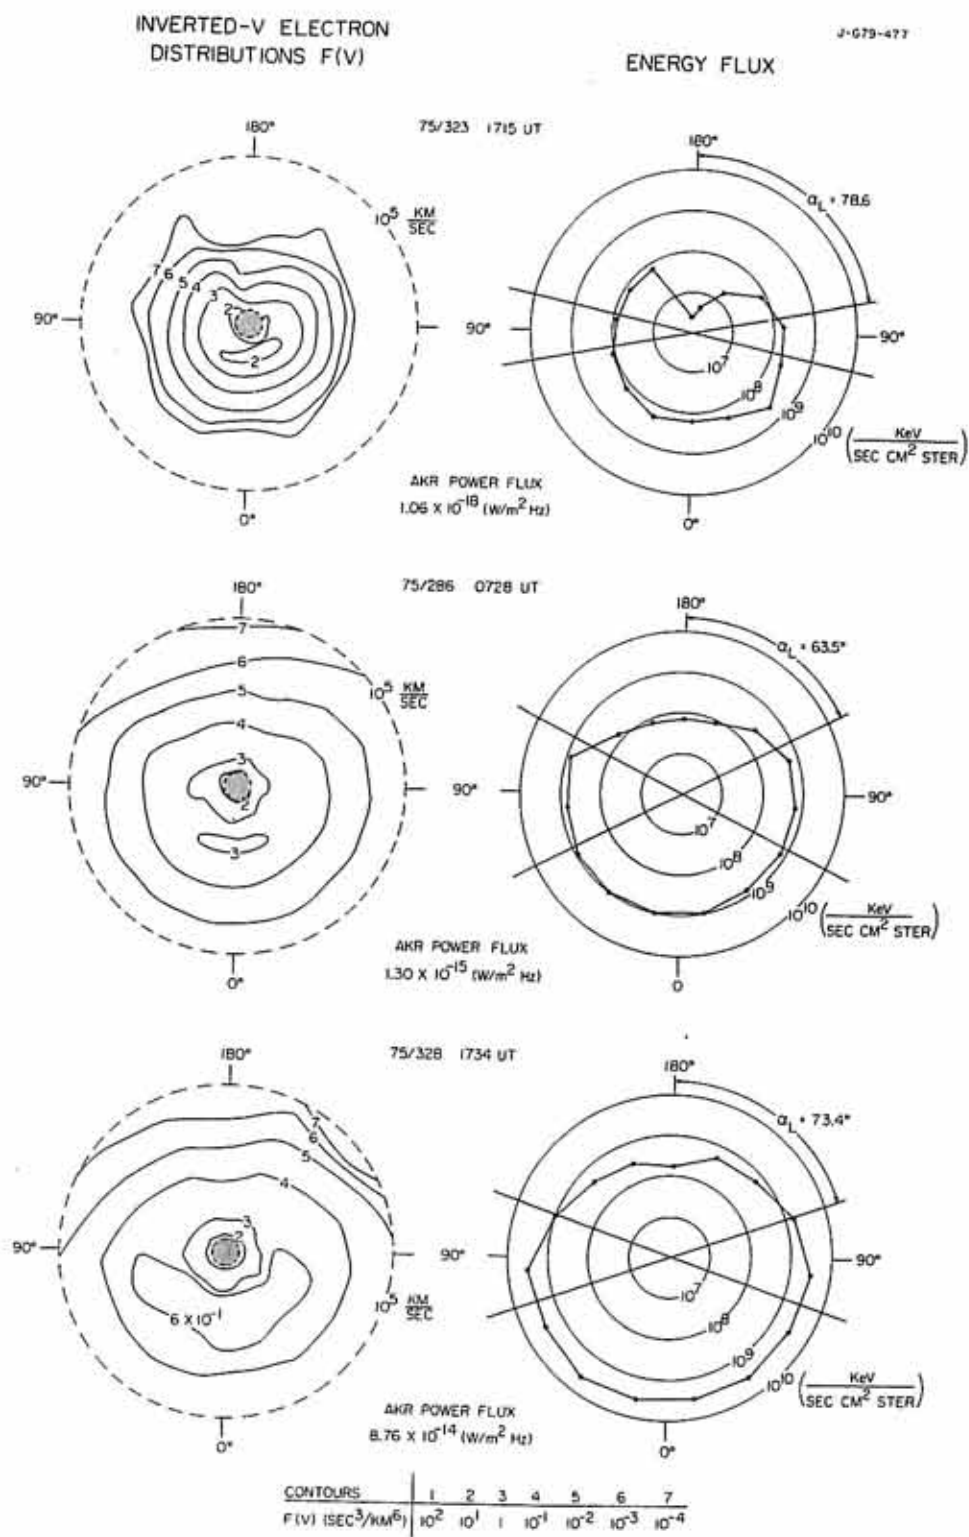 INVERTED-V ELECTRON
DISTRIBUTIONS F(V)
J-G79-477
ENERGY FLUX
75/323 1715 UT
180°
10⁵ KM/SEC
7 6 5 4 3 2
2
90°
0°
180°
α_L = 78.6
90°
90°
10⁷
10⁸
10⁹
10¹⁰ (KeV/SEC CM² STER)
0°
AKR POWER FLUX
1.06 X 10⁻¹⁸ (W/m² Hz)
75/286 0728 UT
180°
7
6
10⁵ KM/SEC
5
4
3
2
3
90°
0°
180°
α_L = 63.5°
90°
90°
10⁷
10⁸
10⁹
10¹⁰ (KeV/SEC CM² STER)
0
AKR POWER FLUX
1.30 X 10⁻¹⁵ (W/m² Hz)
75/328 1734 UT
180°
7
6
5
4
3
2
90°
6 X 10⁻¹
10⁵ KM/SEC
0°
180°
α_L = 73.4°
90°
90°
10⁷
10⁸
10⁹
10¹⁰ (KeV/SEC CM² STER)
0°
AKR POWER FLUX
8.76 X 10⁻¹⁴ (W/m² Hz)
CONTOURS 1 2 3 4 5 6 7
F(V) (SEC³/KM⁶) 10² 10¹ 1 10⁻¹ 10⁻² 10⁻³ 10⁻⁴